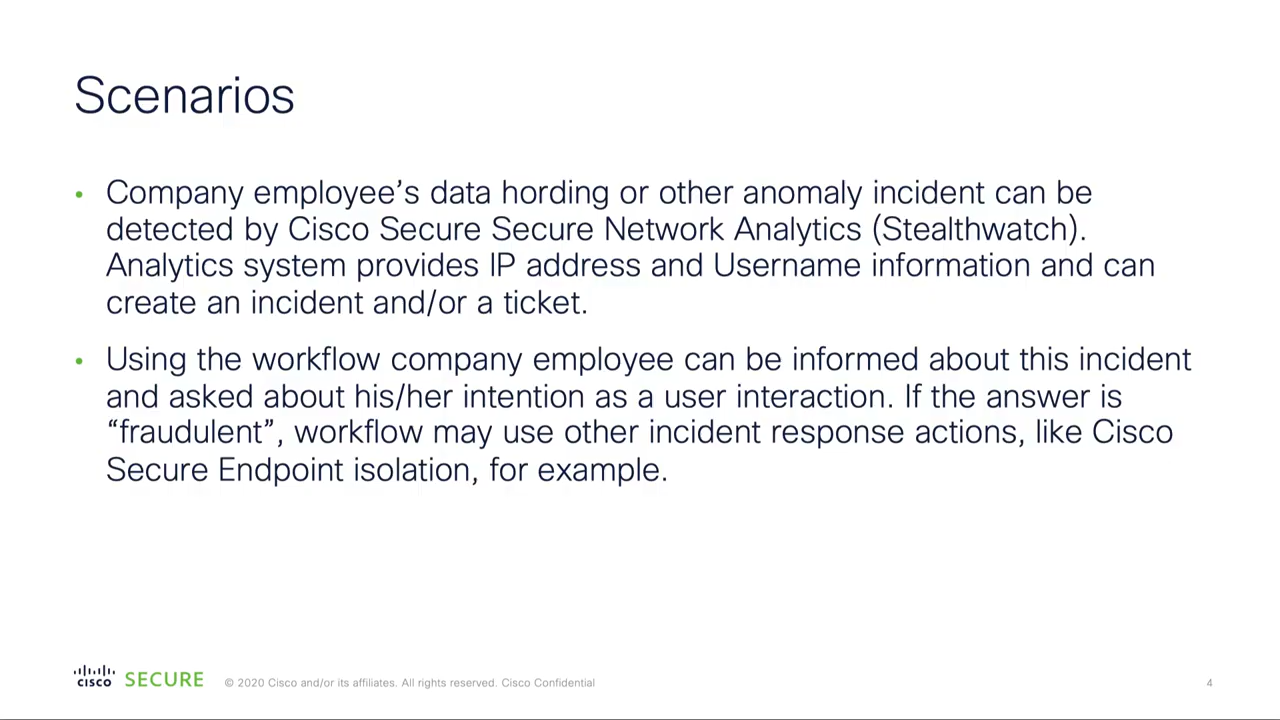 Scenarios
• Company employee’s data hording or other anomaly incident can be
detected by Cisco Secure Secure Network Analytics (Stealthwatch).
Analytics system provides IP address and Username information and can
create an incident and/or a ticket.
• Using the workflow company employee can be informed about this incident
and asked about his/her intention as a user interaction. If the answer is
“fraudulent”, workflow may use other incident response actions, like Cisco
Secure Endpoint isolation, for example.
CISCO SECURE © 2020 Cisco and/or its affiliates. All rights reserved. Cisco Confidential 4